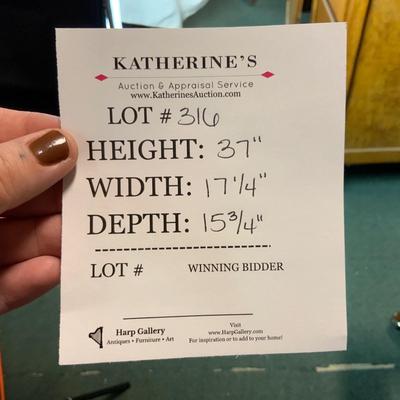 KATHERINE'S
Auction & Appraisal Service
www.KatherinesAuction.com
LOT # 316
HEIGHT: 37"
WIDTH: 17 1/4"
DEPTH: 15 3/4"
LOT # WINNING BIDDER
Harp Gallery
Antiques • Furniture • Art
Visit
www.HarpGallery.com
For inspiration or to add to your home!